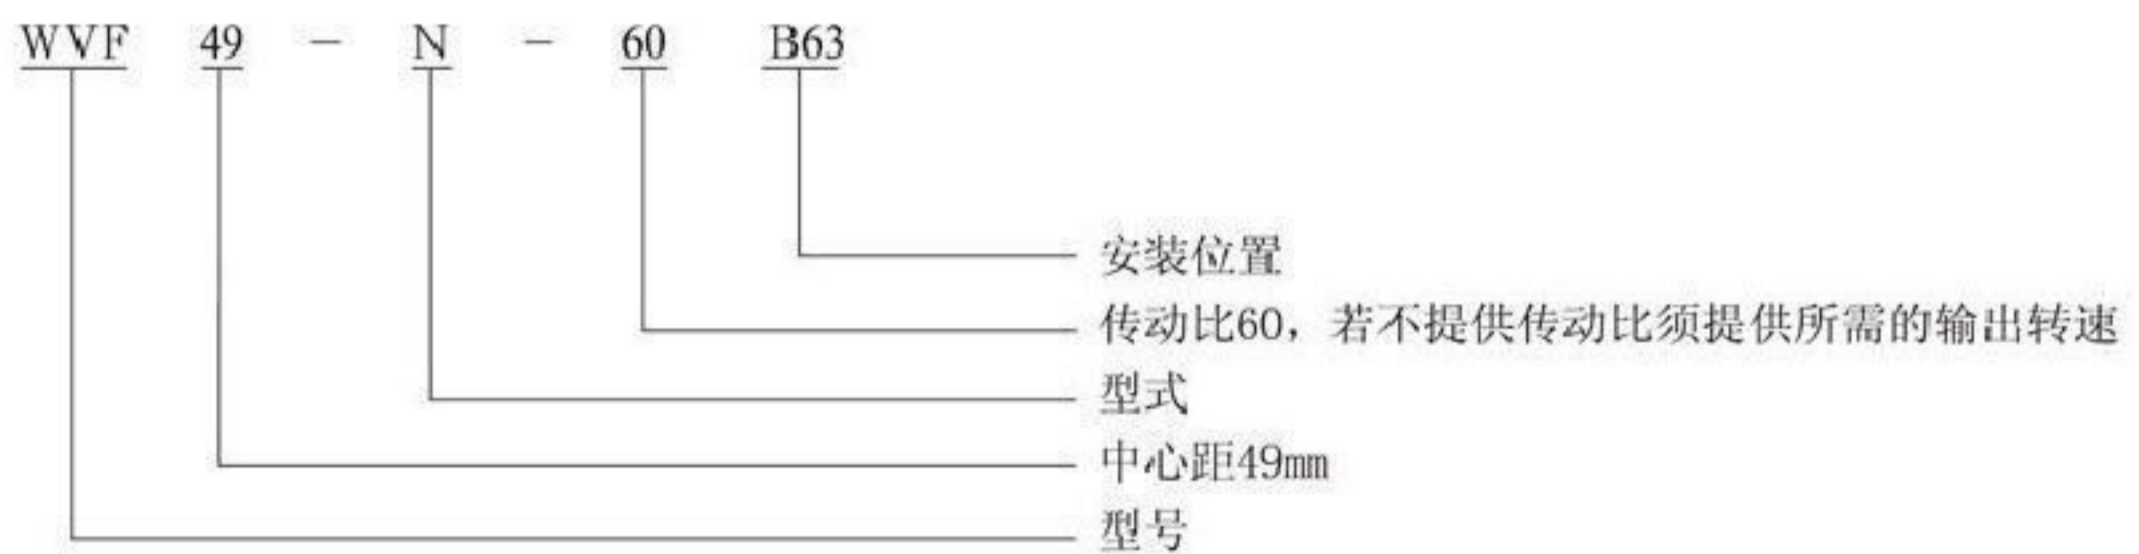 WVF 49 - N - 60 B63
安装位置
传动比60，若不提供传动比须提供所需的输出转速
型式
中心距49mm
型号